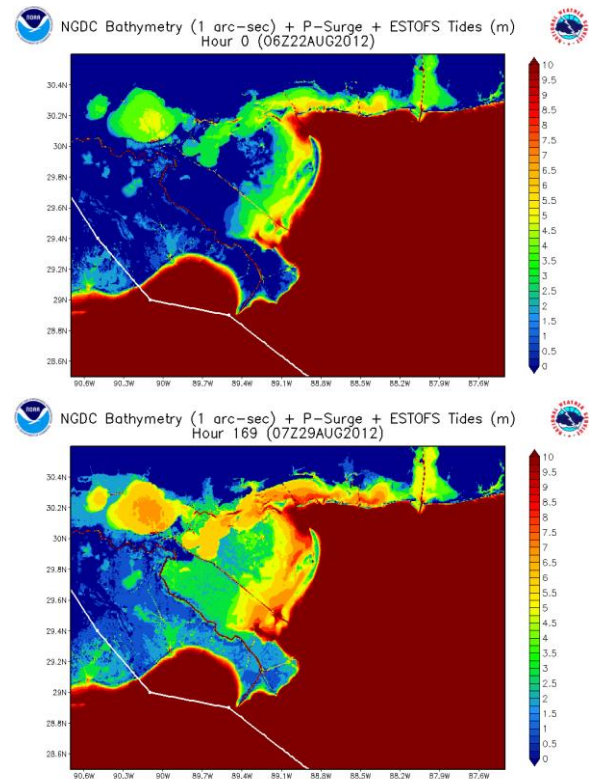 NOAA
NGDC Bathymetry (1 arc-sec) + P-Surge + ESTOFS Tides (m)
Hour 0 (06Z22AUG2012)
30.4N
30.2N
30N
29.8N
29.6N
29.4N
29.2N
29N
28.8N
28.6N
90.6W
90.3W
90W
89.7W
89.4W
89.1W
88.8W
88.5W
88.2W
87.9W
87.6W
10
9.5
9
8.5
8
7.5
7
6.5
6
5.5
5
4.5
4
3.5
3
2.5
2
1.5
1
0.5
NOAA
NGDC Bathymetry (1 arc-sec) + P-Surge + ESTOFS Tides (m)
Hour 169 (07Z29AUG2012)
30.4N
30.2N
30N
29.8N
29.6N
29.4N
29.2N
29N
28.8N
28.6N
90.6W
90.3W
90W
89.7W
89.4W
89.1W
88.8W
88.5W
88.2W
87.9W
87.6W
10
9.5
9
8.5
8
7.5
7
6.5
6
5.5
5
4.5
4
3.5
3
2.5
2
1.5
1
0.5